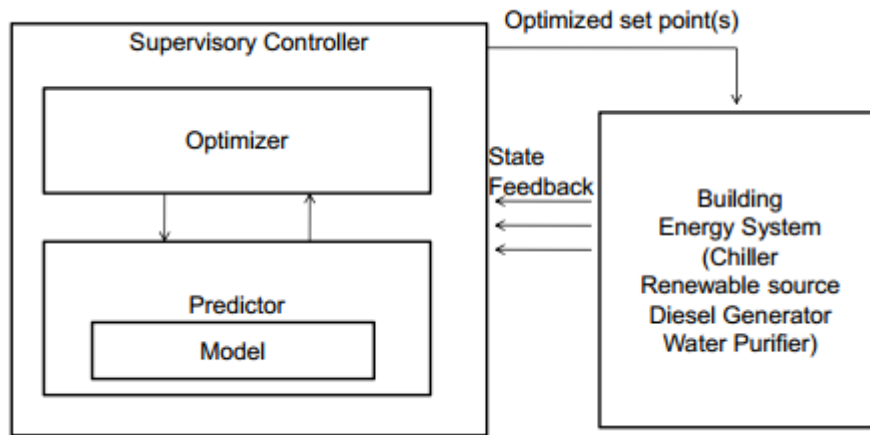 Optimized set point(s)
Supervisory Controller
Optimizer
State
Feedback
Predictor
Model
Building
Energy System
(Chiller
Renewable source
Diesel Generator
Water Purifier)